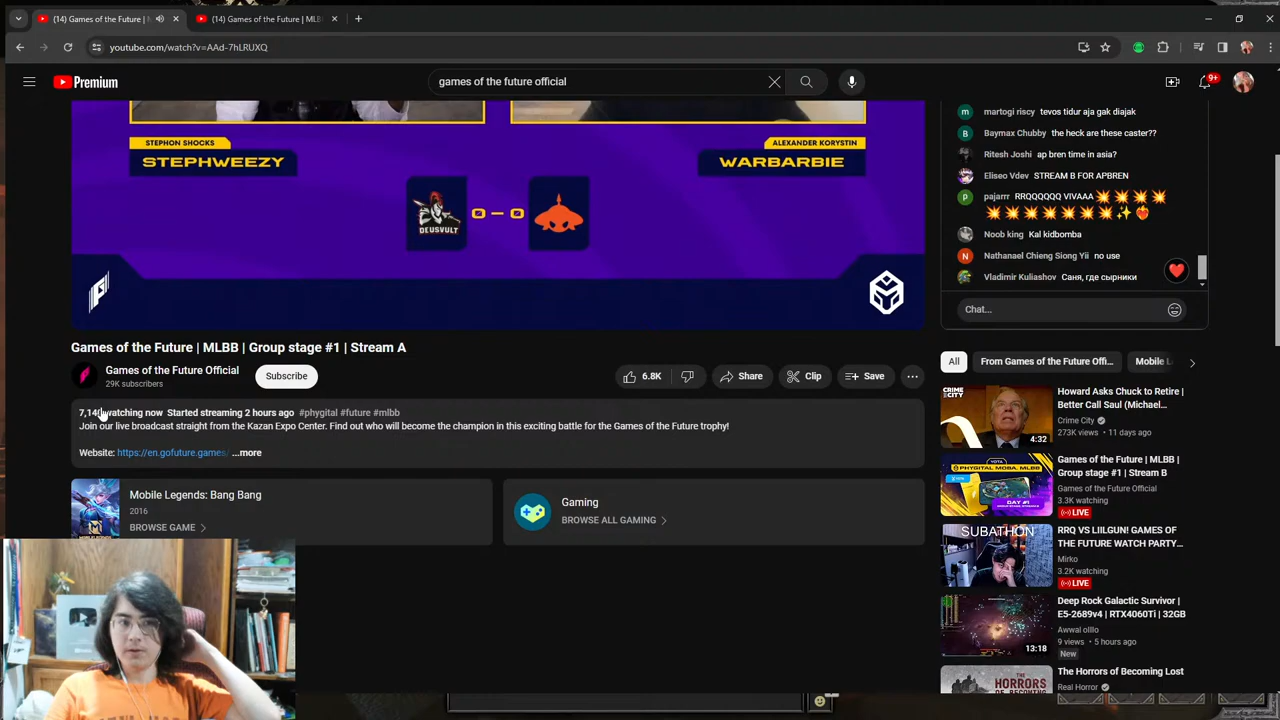 (14) Games of the Future | M
(14) Games of the Future | MLB
youtube.com/watch?v=AAd-7hLRUXQ
Premium
games of the future official
9+
STEPHON SHOCKS
STEPHWEEZY
ALEXANDER KORYSTIN
WARBARBIE
DEUSVULT
0 – 0
martogi riscy tevos tidur aja gak diajak
Baymax Chubby the heck are these caster??
Ritesh Joshi ap bren time in asia?
Eliseo Vdev STREAM B FOR APBREN
pajarrr RRQQQQQ VIVAAA
Noob king Kal kidbomba
Nathanael Chieng Siong Yii no use
Vladimir Kuliashov Саня, где сырники
Chat...
Games of the Future | MLBB | Group stage #1 | Stream A
Games of the Future Official
29K subscribers
Subscribe
6.8K
Share
Clip
Save
watching now Started streaming 2 hours ago #phygital #future #mlbb
Join our live broadcast straight from the Kazan Expo Center. Find out who will become the champion in this exciting battle for the Games of the Future trophy!
Website: https://en.gofuture.games/ ...more
Mobile Legends: Bang Bang
2016
BROWSE GAME
Gaming
BROWSE ALL GAMING
All
From Games of the Future Offi...
Mobile L
CRIME CITY
4:32
Howard Asks Chuck to Retire |
Better Call Saul (Michael...
Crime City
273K views • 11 days ago
PHYGITAL MOBA. MLBB
DAY #1
Games of the Future | MLBB |
Group stage #1 | Stream B
Games of the Future Official
3.3K watching
LIVE
SUBATHON
RRQ VS LIILGUN! GAMES OF
THE FUTURE WATCH PARTY...
Mirko
3.2K watching
LIVE
13:18
Deep Rock Galactic Survivor |
E5-2689v4 | RTX4060Ti | 32GB
Awwal olllo
9 views • 5 hours ago
New
THE
HORRORS
The Horrors of Becoming Lost
Real Horror